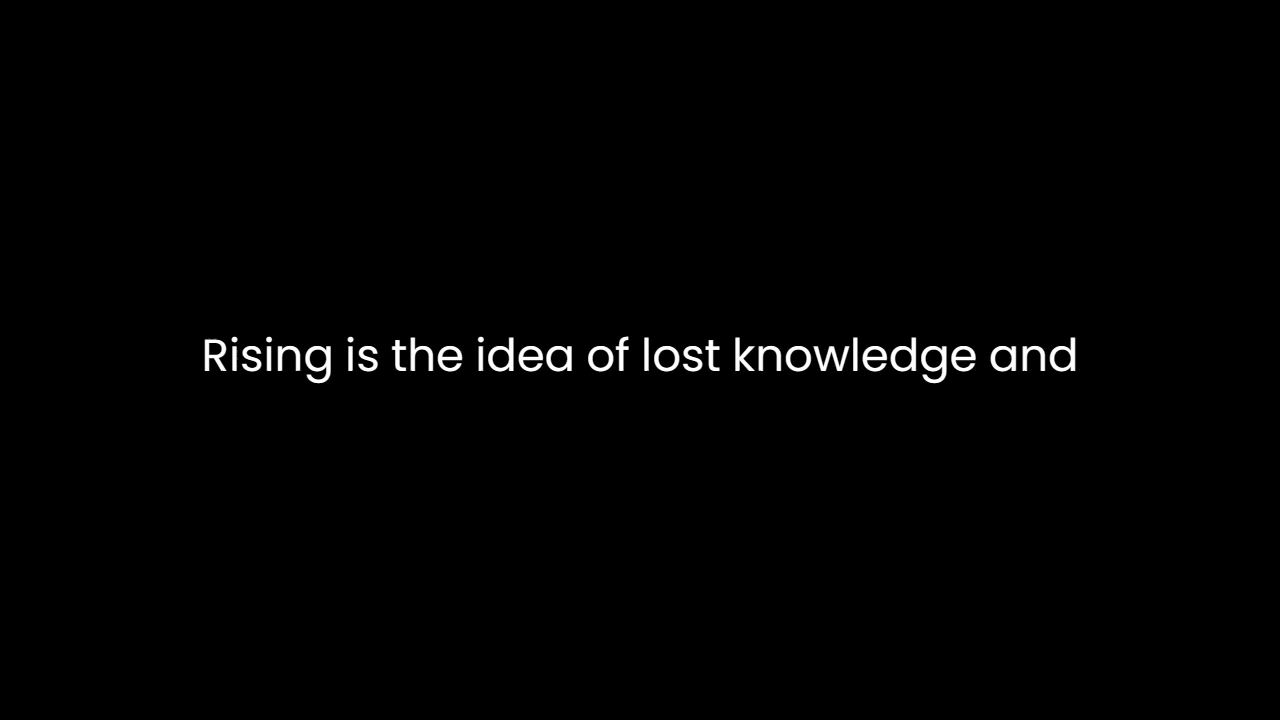 Rising is the idea of lost knowledge and